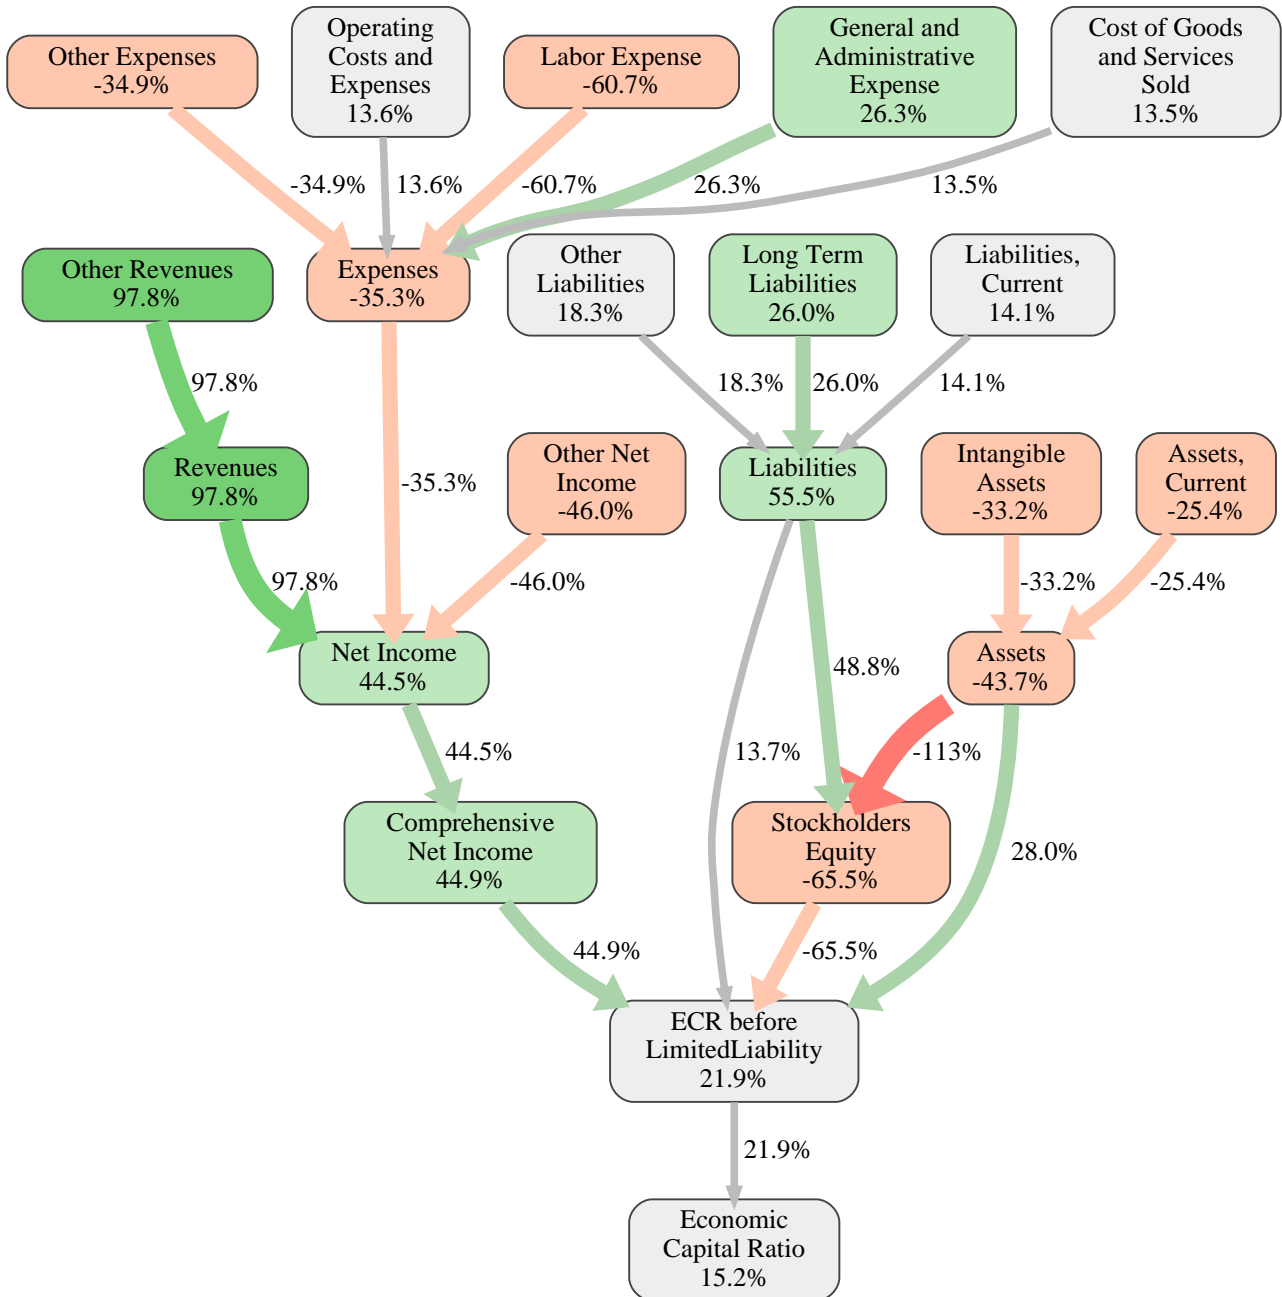 Other Expenses
-34.9%
Operating
Costs and
Expenses
13.6%
Labor Expense
-60.7%
General and
Administrative
Expense
26.3%
Cost of Goods
and Services
Sold
13.5%
-34.9%
13.6%
-60.7%
26.3%
13.5%
Other Revenues
97.8%
Expenses
-35.3%
Other
Liabilities
18.3%
Long Term
Liabilities
26.0%
Liabilities,
Current
14.1%
97.8%
18.3%
26.0%
14.1%
Revenues
97.8%
-35.3%
Other Net
Income
-46.0%
Liabilities
55.5%
Intangible
Assets
-33.2%
Assets,
Current
-25.4%
97.8%
-46.0%
-33.2%
-25.4%
Net Income
44.5%
48.8%
Assets
-43.7%
44.5%
13.7%
-113%
Comprehensive
Net Income
44.9%
Stockholders
Equity
-65.5%
28.0%
44.9%
-65.5%
ECR before
LimitedLiability
21.9%
21.9%
Economic
Capital Ratio
15.2%